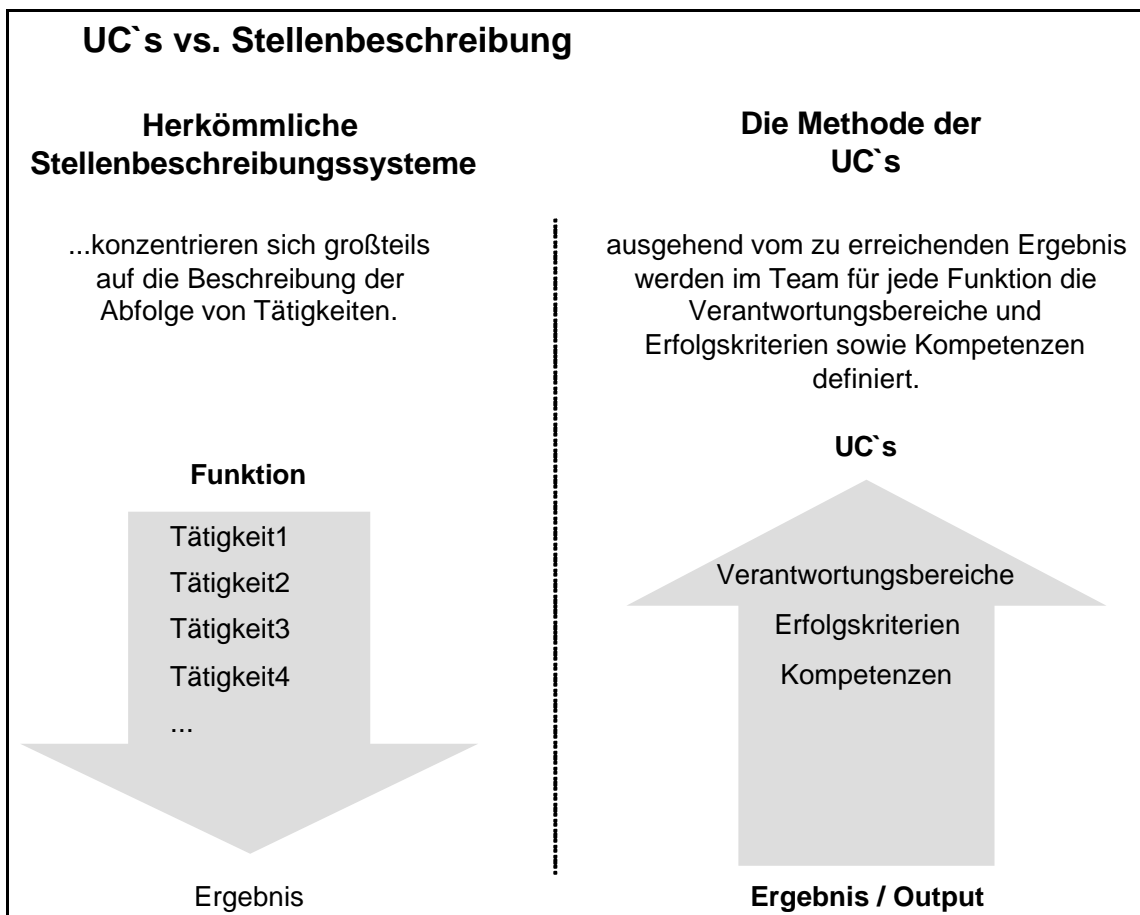 UC`s vs. Stellenbeschreibung
Herkömmliche
Stellenbeschreibungssysteme
...konzentrieren sich großteils
auf die Beschreibung der
Abfolge von Tätigkeiten.
Funktion
Tätigkeit1
Tätigkeit2
Tätigkeit3
Tätigkeit4
...
Ergebnis
Die Methode der
UC`s
ausgehend vom zu erreichenden Ergebnis
werden im Team für jede Funktion die
Verantwortungsbereiche und
Erfolgskriterien sowie Kompetenzen
definiert.
UC`s
Verantwortungsbereiche
Erfolgskriterien
Kompetenzen
Ergebnis / Output